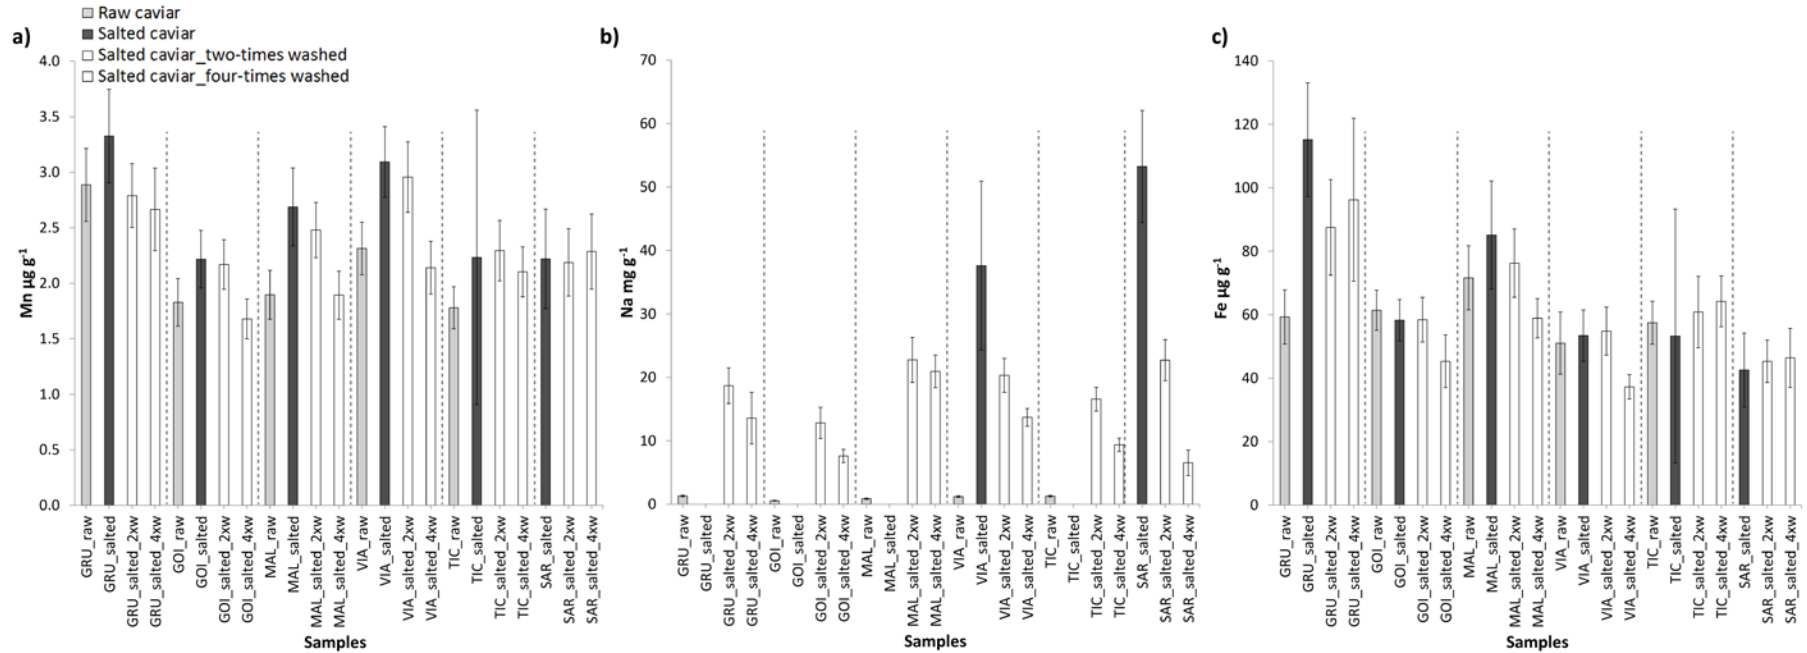 Raw caviar
Salted caviar
Salted caviar_two-times washed
Salted caviar_four-times washed
a)
4.0
3.5
3.0
2.5
2.0
1.5
1.0
0.5
0.0
Mn µg g⁻¹
GRU_raw
GRU_salted
GRU_salted_2xw
GRU_salted_4xw
GOI_raw
GOI_salted
GOI_salted_2xw
GOI_salted_4xw
MAL_raw
MAL_salted
MAL_salted_2xw
MAL_salted_4xw
VIA_raw
VIA_salted
VIA_salted_2xw
VIA_salted_4xw
TIC_raw
TIC_salted
TIC_salted_2xw
TIC_salted_4xw
SAR_salted
SAR_salted_2xw
SAR_salted_4xw
Samples
b)
70
60
50
40
30
20
10
0
Na mg g⁻¹
GRU_raw
GRU_salted
GRU_salted_2xw
GRU_salted_4xw
GOI_raw
GOI_salted
GOI_salted_2xw
GOI_salted_4xw
MAL_raw
MAL_salted
MAL_salted_2xw
MAL_salted_4xw
VIA_raw
VIA_salted
VIA_salted_2xw
VIA_salted_4xw
TIC_raw
TIC_salted
TIC_salted_2xw
TIC_salted_4xw
SAR_salted
SAR_salted_2xw
SAR_salted_4xw
Samples
c)
140
120
100
80
60
40
20
0
Fe µg g⁻¹
GRU_raw
GRU_salted
GRU_salted_2xw
GRU_salted_4xw
GOI_raw
GOI_salted
GOI_salted_2xw
GOI_salted_4xw
MAL_raw
MAL_salted
MAL_salted_2xw
MAL_salted_4xw
VIA_raw
VIA_salted
VIA_salted_2xw
VIA_salted_4xw
TIC_raw
TIC_salted
TIC_salted_2xw
TIC_salted_4xw
SAR_salted
SAR_salted_2xw
SAR_salted_4xw
Samples